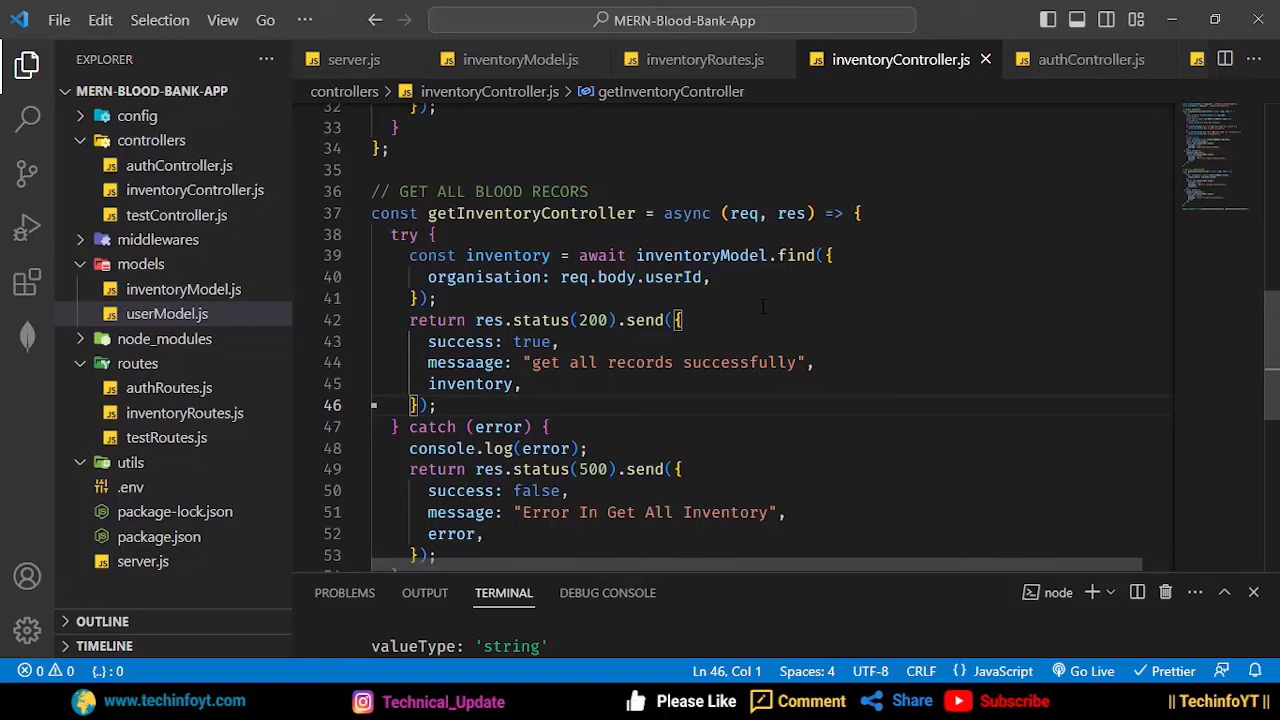 File Edit Selection View Go ··· MERN-Blood-Bank-App
EXPLORER ···
server.js inventoryModel.js inventoryRoutes.js inventoryController.js authController.js
controllers > inventoryController.js > getInventoryController
MERN-BLOOD-BANK-APP
config
controllers
authController.js
inventoryController.js
testController.js
middlewares
models
inventoryModel.js
userModel.js
node_modules
routes
authRoutes.js
inventoryRoutes.js
testRoutes.js
utils
.env
package-lock.json
package.json
server.js
OUTLINE
TIMELINE
32 });
33 }
34 };
35
36 // GET ALL BLOOD RECORS
37 const getInventoryController = async (req, res) => {
38 try {
39 const inventory = await inventoryModel.find({
40 organisation: req.body.userId,
41 });
42 return res.status(200).send({
43 success: true,
44 messaage: "get all records successfully",
45 inventory,
46 });
47 } catch (error) {
48 console.log(error);
49 return res.status(500).send({
50 success: false,
51 message: "Error In Get All Inventory",
52 error,
53 });
PROBLEMS OUTPUT TERMINAL DEBUG CONSOLE node
valueType: 'string'
0 0 {..} : 0 Ln 46, Col 1 Spaces: 4 UTF-8 CRLF {} JavaScript Go Live Prettier
www.techinfoyt.com Technical_Update Please Like Comment Share Subscribe || TechinfoYT ||